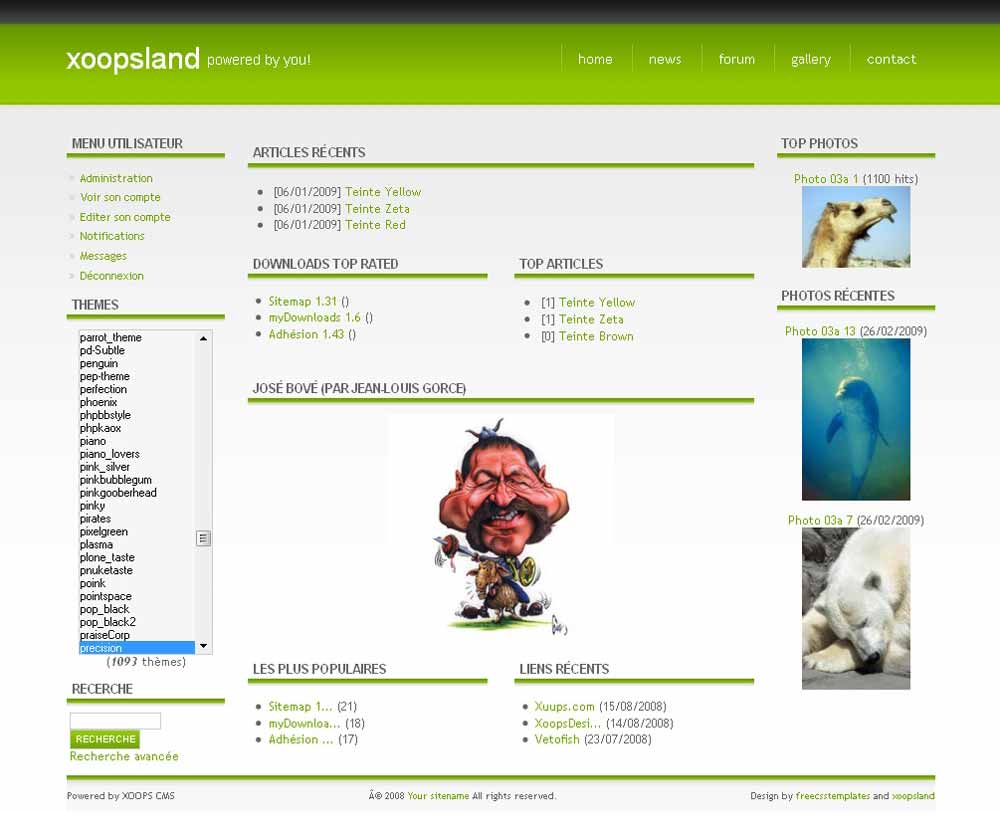 xoopsland powered by you!
home news forum gallery contact
MENU UTILISATEUR
» Administration
» Voir son compte
» Editer son compte
» Notifications
» Messages
» Déconnexion
THEMES
parrot_theme
pd-Subtle
penguin
pep-theme
perfection
phoenix
phpbbstyle
phpkaox
piano
piano_lovers
pink_silver
pinkbubblegum
pinkgooberhead
pinky
pirates
pixelgreen
plasma
plone_taste
pnuketaste
poink
pointspace
pop_black
pop_black2
praiseCorp
precision
(1093 thèmes)
RECERCHE
RECHERCHE
Recherche avancée
ARTICLES RÉCENTS
[06/01/2009] Teinte Yellow
[06/01/2009] Teinte Zeta
[06/01/2009] Teinte Red
DOWNLOADS TOP RATED
Sitemap 1.31 ()
myDownloads 1.6 ()
Adhésion 1.43 ()
TOP ARTICLES
[1] Teinte Yellow
[1] Teinte Zeta
[0] Teinte Brown
JOSÉ BOVÉ (PAR JEAN-LOUIS GORCE)
LES PLUS POPULAIRES
Sitemap 1... (21)
myDownloa... (18)
Adhésion ... (17)
LIENS RÉCENTS
Xuups.com (15/08/2008)
XoopsDesi... (14/08/2008)
Vetofish (23/07/2008)
TOP PHOTOS
Photo 03a 1 (1100 hits)
PHOTOS RÉCENTES
Photo 03a 13 (26/02/2009)
Photo 03a 7 (26/02/2009)
Powered by XOOPS CMS
Â© 2008 Your sitename All rights reserved.
Design by freecsstemplates and xoopsland